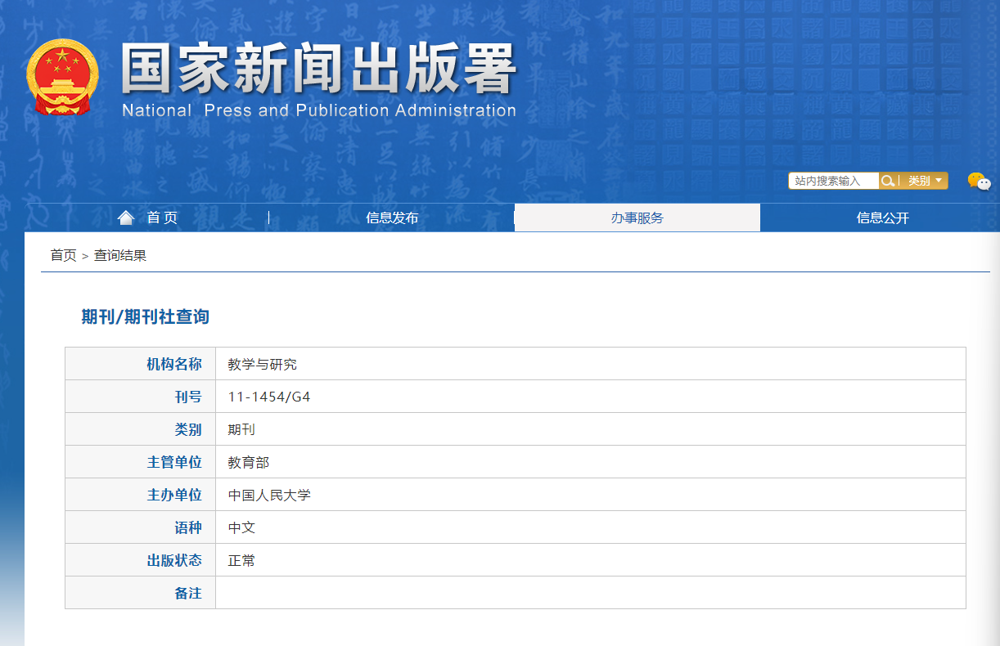 国家新闻出版署
National Press and Publication Administration
站内搜索输入 类别
首页 信息发布 办事服务 信息公开
首页 > 查询结果
期刊/期刊社查询
机构名称 教学与研究
刊号 11-1454/G4
类别 期刊
主管单位 教育部
主办单位 中国人民大学
语种 中文
出版状态 正常
备注